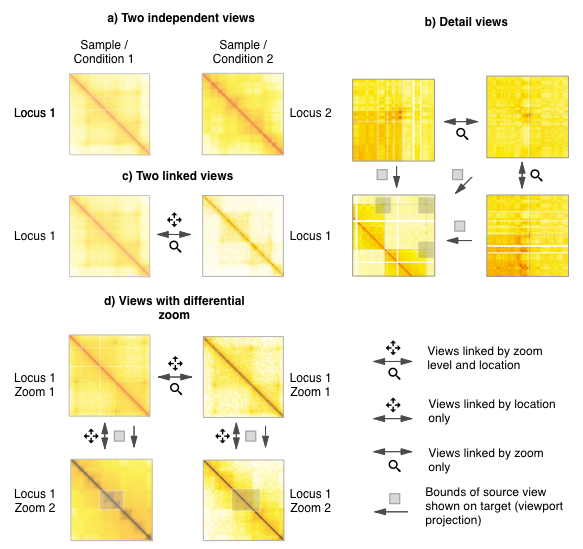 a) Two independent views
b) Detail views
Sample /
Condition 1
Sample /
Condition 2
Locus 1
Locus 2
c) Two linked views
Locus 1
Locus 1
d) Views with differential
zoom
Locus 1
Zoom 1
Locus 1
Zoom 1
Locus 1
Zoom 2
Locus 1
Zoom 2
Views linked by zoom
level and location
Views linked by location
only
Views linked by zoom
only
Bounds of source view
shown on target (viewport
projection)